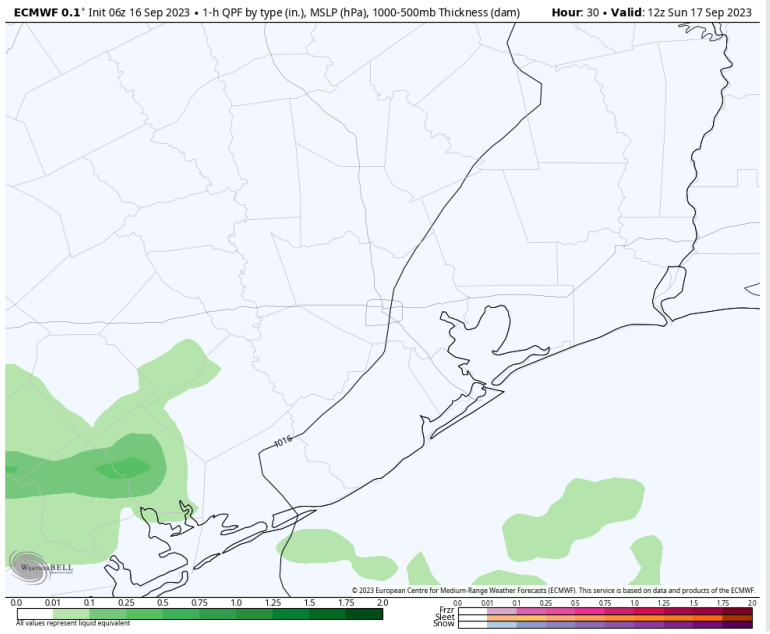 ECMWF 0.1° Init 06z 16 Sep 2023 • 1-h QPF by type (in.), MSLP (hPa), 1000-500mb Thickness (dam)
Hour: 30 • Valid: 12z Sun 17 Sep 2023
1016
WEATHERBELL
© 2023 European Centre for Medium-Range Weather Forecasts (ECMWF). This service is based on data and products of the ECMWF.
0.0 0.01 0.1 0.25 0.5 0.75 1.0 1.25 1.5 1.75 2.0
All values represent liquid equivalent
0.0 0.01 0.1 0.25 0.5 0.75 1.0 1.25 1.5 1.75 2.0
Frzr
Sleet
Snow